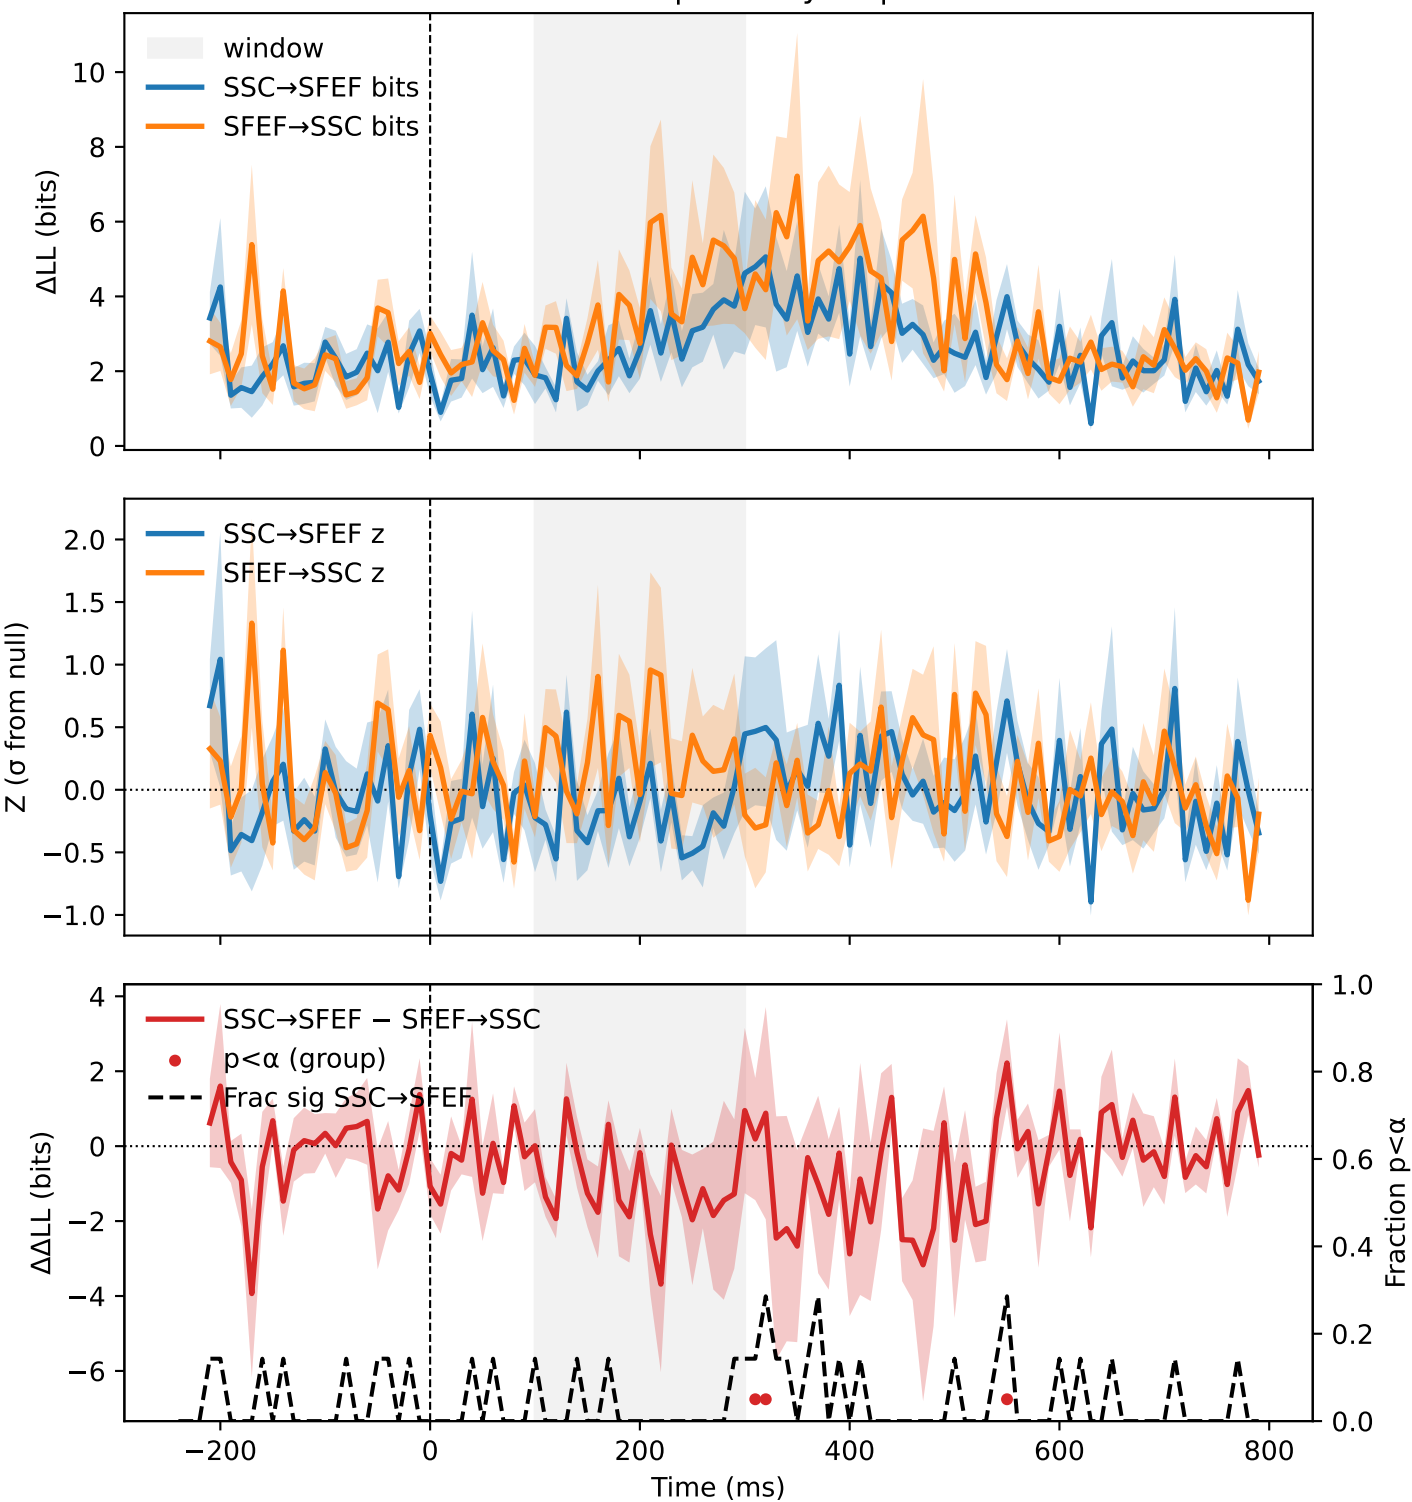 window
SSC→SFEF bits
SFEF→SSC bits
10
8
6
4
2
0
ΔLL (bits)
SSC→SFEF z
SFEF→SSC z
2.0
1.5
1.0
0.5
0.0
−0.5
−1.0
Z (σ from null)
SSC→SFEF − SFEF→SSC
p<α (group)
Frac sig SSC→SFEF
4
2
0
−2
−4
−6
ΔΔLL (bits)
1.0
0.8
0.6
0.4
0.2
0.0
Fraction p<α
−200 0 200 400 600 800
Time (ms)